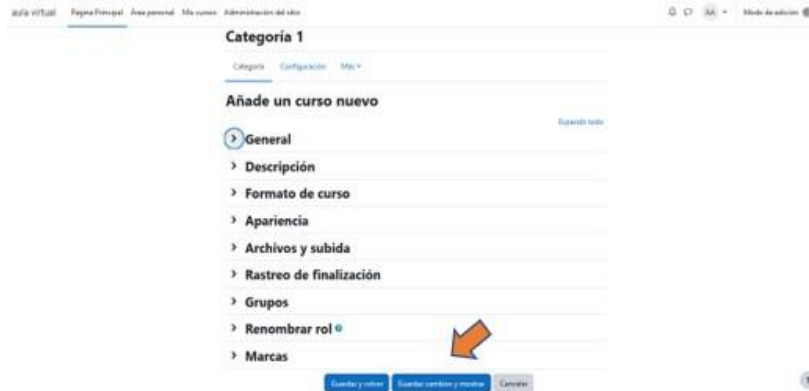 aula virtual Página Principal Área personal Mis cursos Administración del sitio AA Modo de edición
Categoría 1
Categoría Configuración Más
Añade un curso nuevo
Expandir todo
General
Descripción
Formato de curso
Apariencia
Archivos y subida
Rastreo de finalización
Grupos
Renombrar rol
Marcas
Guardar y volver Guardar cambios y mostrar Cancelar